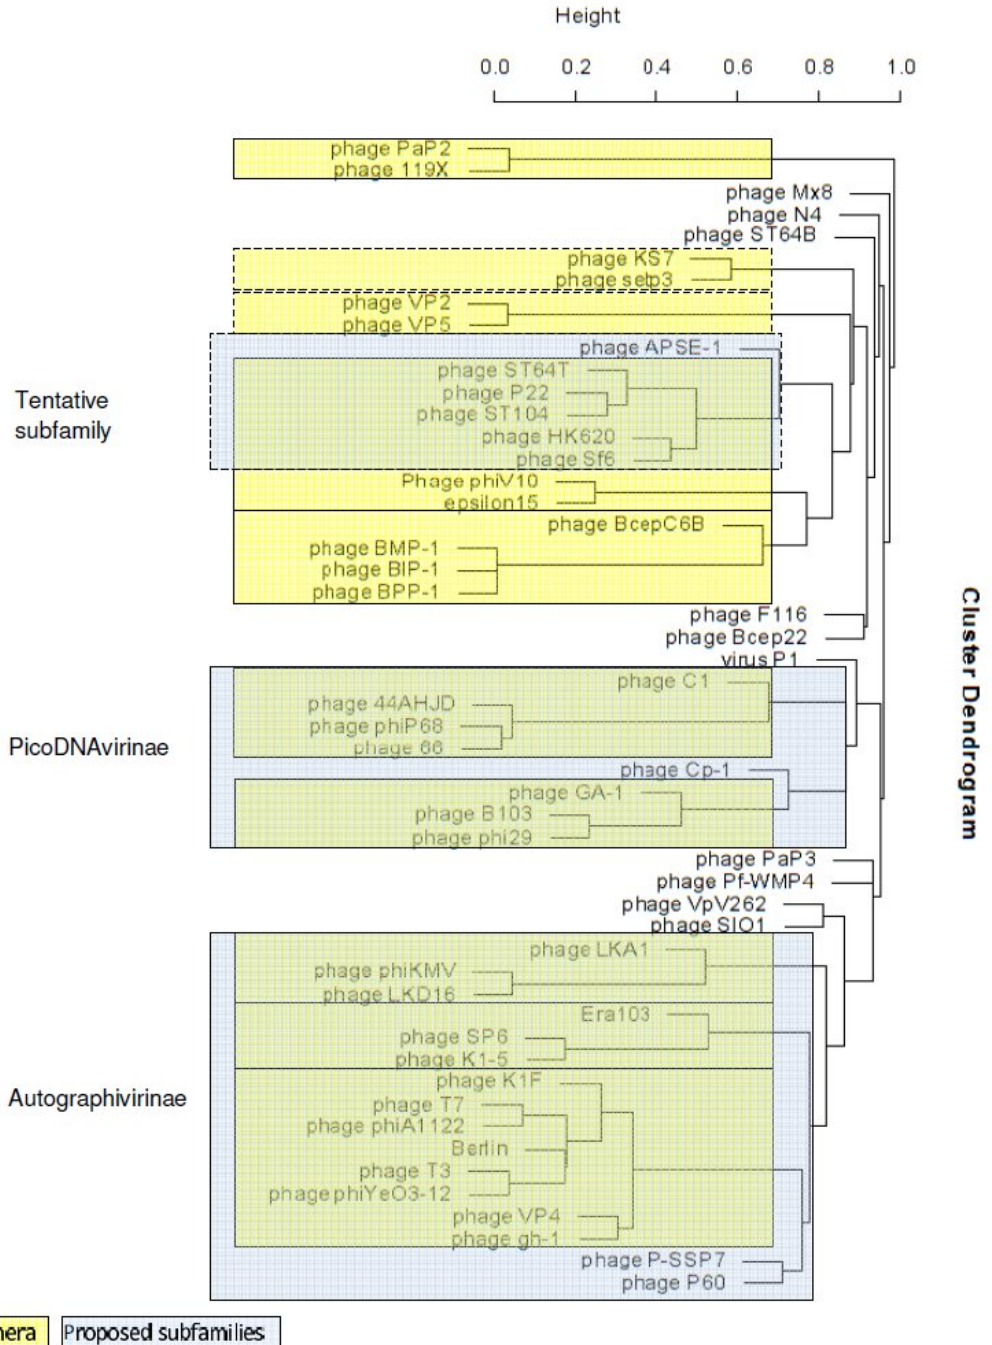 Height
0.0 0.2 0.4 0.6 0.8 1.0
phage PaP2
phage 119X
phage Mx8
phage N4
phage ST64B
phage KS7
phage setp3
phage VP2
phage VP5
phage APSE-1
phage ST64T
Tentative
subfamily
phage P22
phage ST104
phage HK620
phage Sf6
Phage phiV10
epsilon15
phage BcepC6B
phage BMP-1
phage BIP-1
phage BPP-1
Cluster Dendrogram
phage F116
phage Bcep22
virus P1
phage C1
phage 44AHJD
phage phiP68
PicoDNAvirinae
phage 66
phage Cp-1
phage GA-1
phage B103
phage phi29
phage PaP3
phage Pf-WMP4
phage VpV262
phage SIO1
phage LKA1
phage phiKMV
phage LKD16
Era103
phage SP6
phage K1-5
phage K1F
Autographivirinae
phage T7
phage phiA1122
Berlin
phage T3
phage phiYeO3-12
phage VP4
phage gh-1
phage P-SSP7
phage P60
nera
Proposed subfamilies